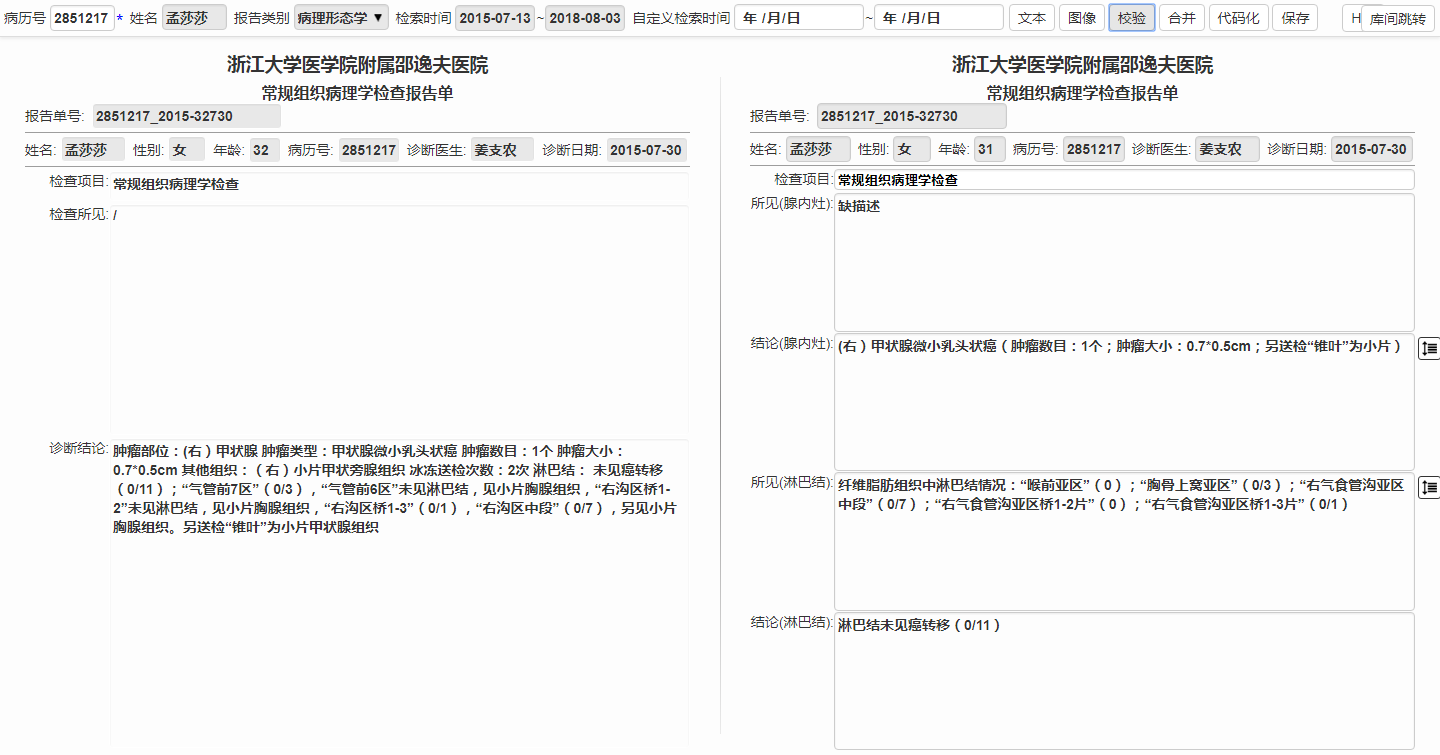 病历号 2851217 * 姓名 孟莎莎 报告类别 病理形态学 ▼ 检索时间 2015-07-13 ~ 2018-08-03 自定义检索时间 年 /月/日 ~ 年 /月/日 文本 图像 校验 合并 代码化 保存 H 库间跳转
浙江大学医学院附属邵逸夫医院
常规组织病理学检查报告单
报告单号: 2851217_2015-32730
姓名: 孟莎莎 性别: 女 年龄: 32 病历号: 2851217 诊断医生: 姜支农 诊断日期: 2015-07-30
检查项目: 常规组织病理学检查
检查所见: /
诊断结论: 肿瘤部位：(右）甲状腺 肿瘤类型：甲状腺微小乳头状癌 肿瘤数目：1个 肿瘤大小：
0.7*0.5cm 其他组织：（右）小片甲状旁腺组织 冰冻送检次数：2次 淋巴结： 未见癌转移
（0/11）；“气管前7区”（0/3），“气管前6区”未见淋巴结，见小片胸腺组织，“右沟区桥1-
2”未见淋巴结，见小片胸腺组织，“右沟区桥1-3”（0/1），“右沟区中段”（0/7），另见小片
胸腺组织。另送检“锥叶”为小片甲状腺组织
浙江大学医学院附属邵逸夫医院
常规组织病理学检查报告单
报告单号: 2851217_2015-32730
姓名: 孟莎莎 性别: 女 年龄: 31 病历号: 2851217 诊断医生: 姜支农 诊断日期: 2015-07-30
检查项目: 常规组织病理学检查
所见(腺内灶): 缺描述
结论(腺内灶): (右）甲状腺微小乳头状癌（肿瘤数目：1个；肿瘤大小：0.7*0.5cm；另送检“锥叶”为小片）
所见(淋巴结): 纤维脂肪组织中淋巴结情况：“喉前亚区”（0）；“胸骨上窝亚区”（0/3）；“右气食管沟亚区
中段”（0/7）；“右气食管沟亚区桥1-2片”（0）；“右气食管沟亚区桥1-3片”（0/1）
结论(淋巴结): 淋巴结未见癌转移（0/11）